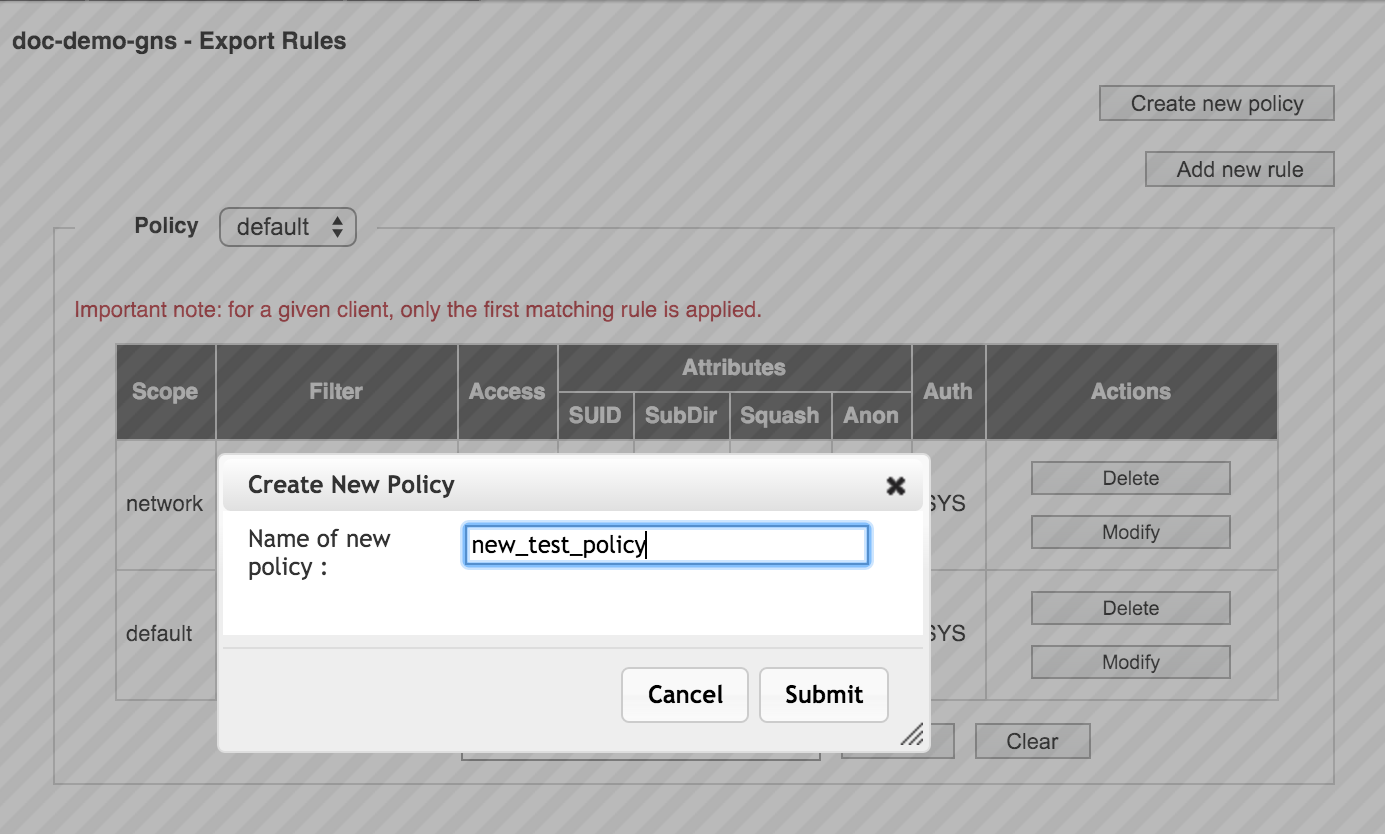 doc-demo-gns - Export Rules
Create new policy
Add new rule
Policy default
Important note: for a given client, only the first matching rule is applied.
Scope Filter Access Attributes Auth Actions
SUID SubDir Squash Anon
network Delete
Modify
default Delete
Modify
Create New Policy
Name of new
policy :
new_test_policy
Cancel Submit
Clear